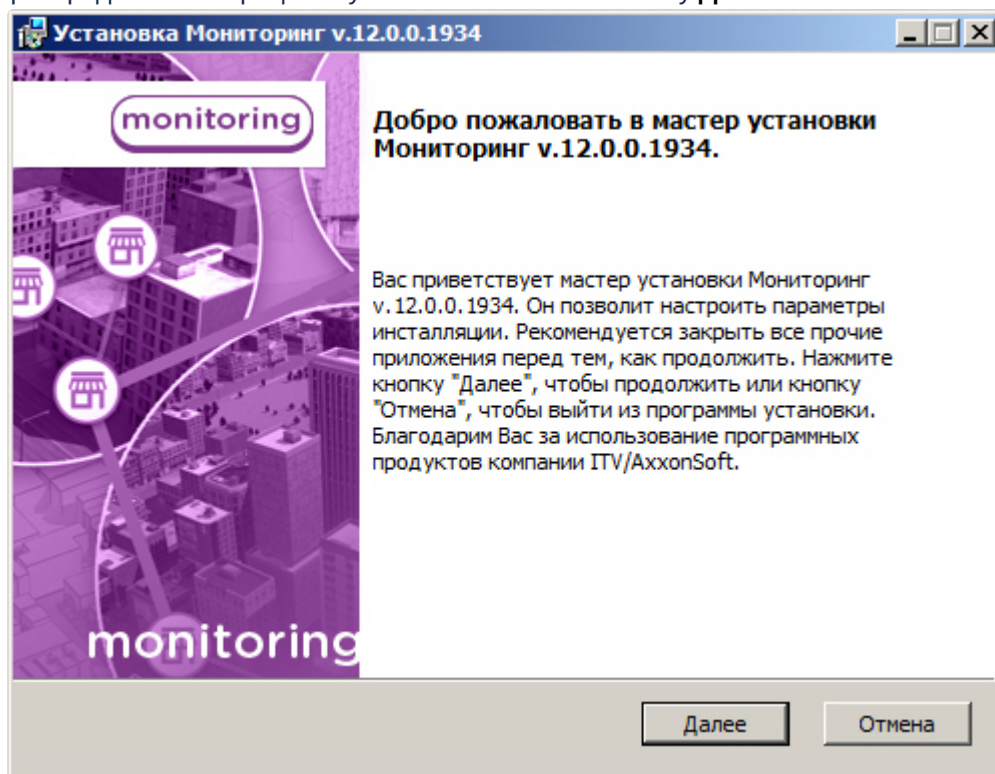 Установка Мониторинг v.12.0.0.1934
monitoring
Добро пожаловать в мастер установки
Мониторинг v.12.0.0.1934.
Вас приветствует мастер установки Мониторинг
v.12.0.0.1934. Он позволит настроить параметры
инсталляции. Рекомендуется закрыть все прочие
приложения перед тем, как продолжить. Нажмите
кнопку "Далее", чтобы продолжить или кнопку
"Отмена", чтобы выйти из программы установки.
Благодарим Вас за использование программных
продуктов компании ITV/AxxonSoft.
monitoring
Далее
Отмена